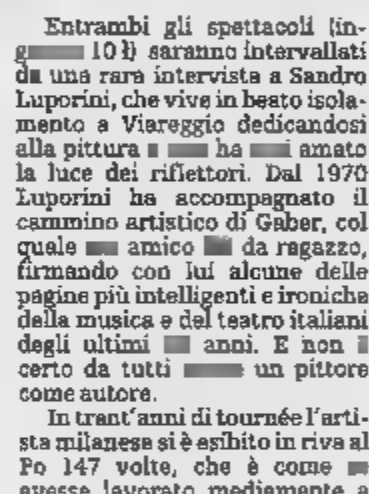 Entrambi gli spettacoli (in-
10 saranno intervallati
da una rara intervista a Sandro
Luporini, che vive in beato isola-
mento a Viareggio dedicandosi
alla pittura ha amato
la luce dei riflettori. Dal 1970
Luporini ha accompagnato il
cammino artistico di Gaber, col
quale amico da ragazzo,
firmando con lui alcune delle
pagine più intelligenti e ironiche
della musica e del teatro italiani
degli ultimi anni. E non
certo da tutti un pittore
come autore.
In trent'anni di tournée l'arti-
sta milanese si è esibito in riva al
Po 147 volte, che è come
avesse lavorato mediamente a